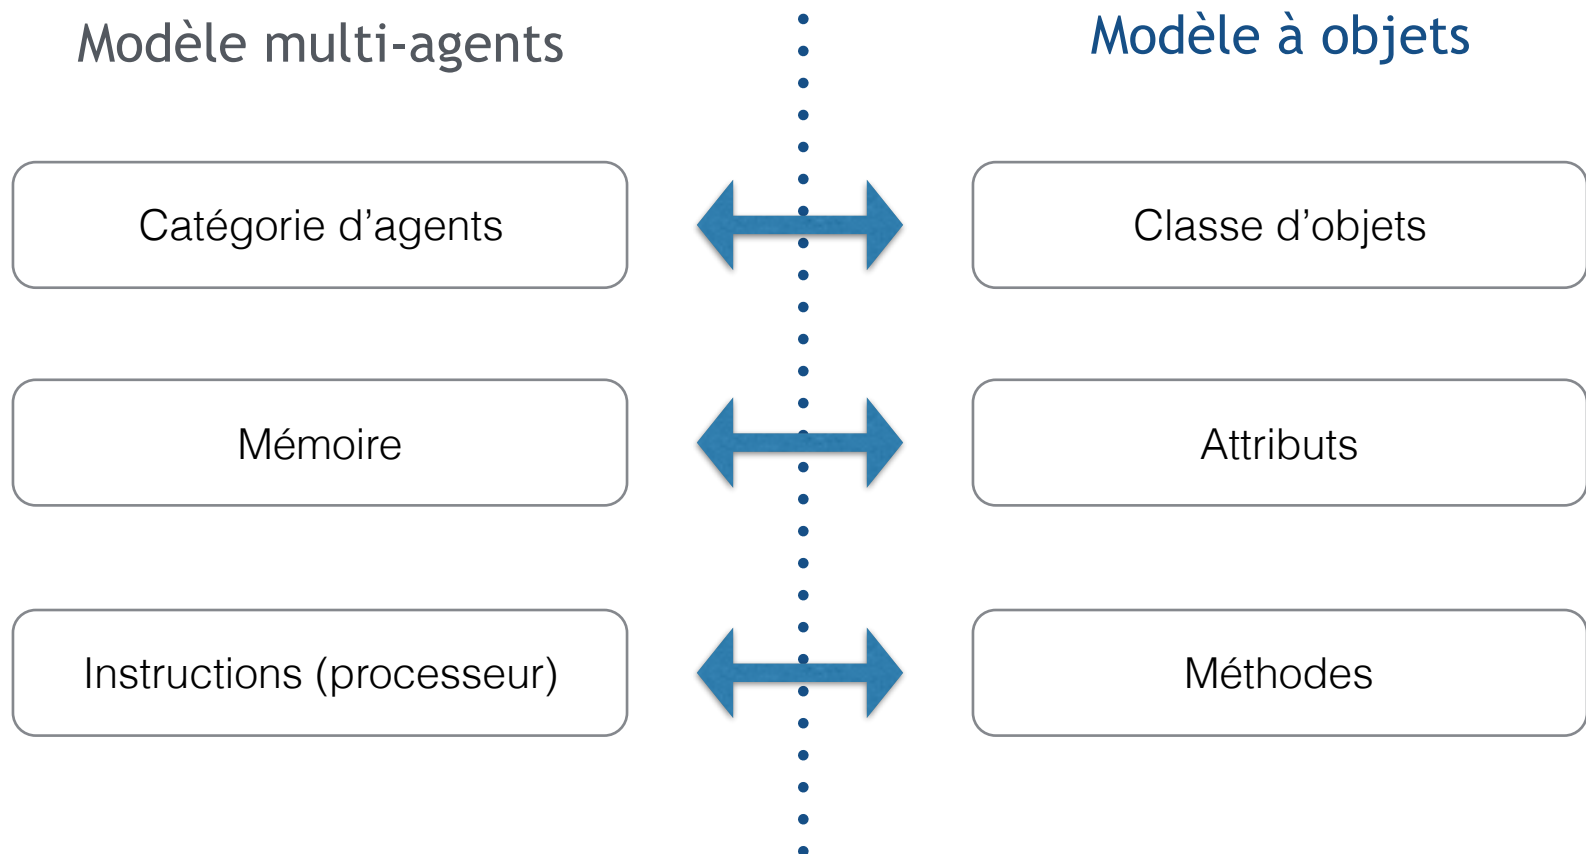 Modèle multi-agents
Modèle à objets
Catégorie d’agents
Classe d’objets
Mémoire
Attributs
Instructions (processeur)
Méthodes